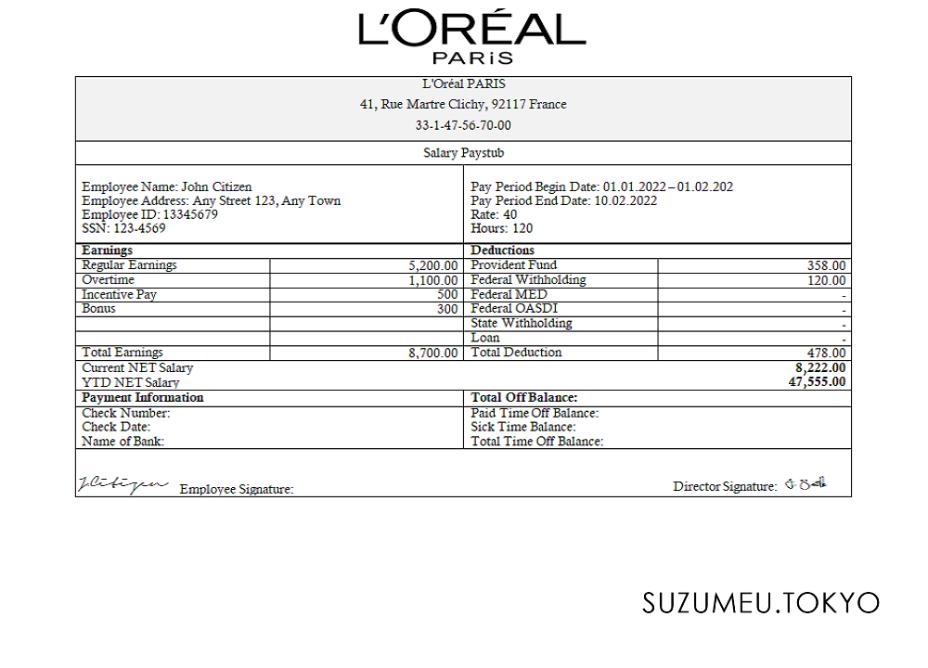 L'ORÉAL
PARiS
L'Oréal PARIS
41, Rue Martre Clichy, 92117 France
33-1-47-56-70-00
Salary Paystub
Employee Name: John Citizen
Employee Address: Any Street 123, Any Town
Employee ID: 13345679
SSN: 123-4569
Pay Period Begin Date: 01.01.2022–01.02.202
Pay Period End Date: 10.02.2022
Rate: 40
Hours: 120
Earnings Deductions
Regular Earnings 5,200.00 Provident Fund 358.00
Overtime 1,100.00 Federal Withholding 120.00
Incentive Pay 500 Federal MED -
Bonus 300 Federal OASDI -
State Withholding -
Loan -
Total Earnings 8,700.00 Total Deduction 478.00
Current NET Salary 8,222.00
YTD NET Salary 47,555.00
Payment Information Total Off Balance:
Check Number: Paid Time Off Balance:
Check Date: Sick Time Balance:
Name of Bank: Total Time Off Balance:
J.Citizen Employee Signature: Director Signature:
SUZUMEU.TOKYO